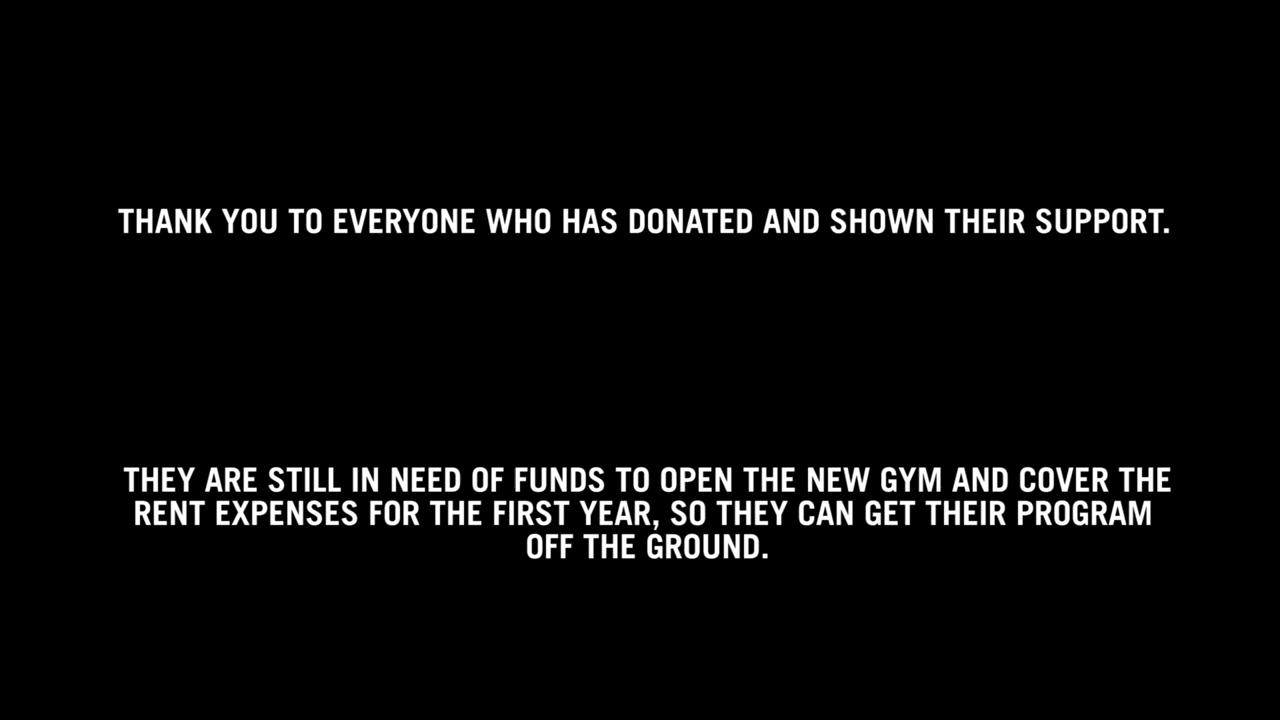 THANK YOU TO EVERYONE WHO HAS DONATED AND SHOWN THEIR SUPPORT.
THEY ARE STILL IN NEED OF FUNDS TO OPEN THE NEW GYM AND COVER THE
RENT EXPENSES FOR THE FIRST YEAR, SO THEY CAN GET THEIR PROGRAM
OFF THE GROUND.